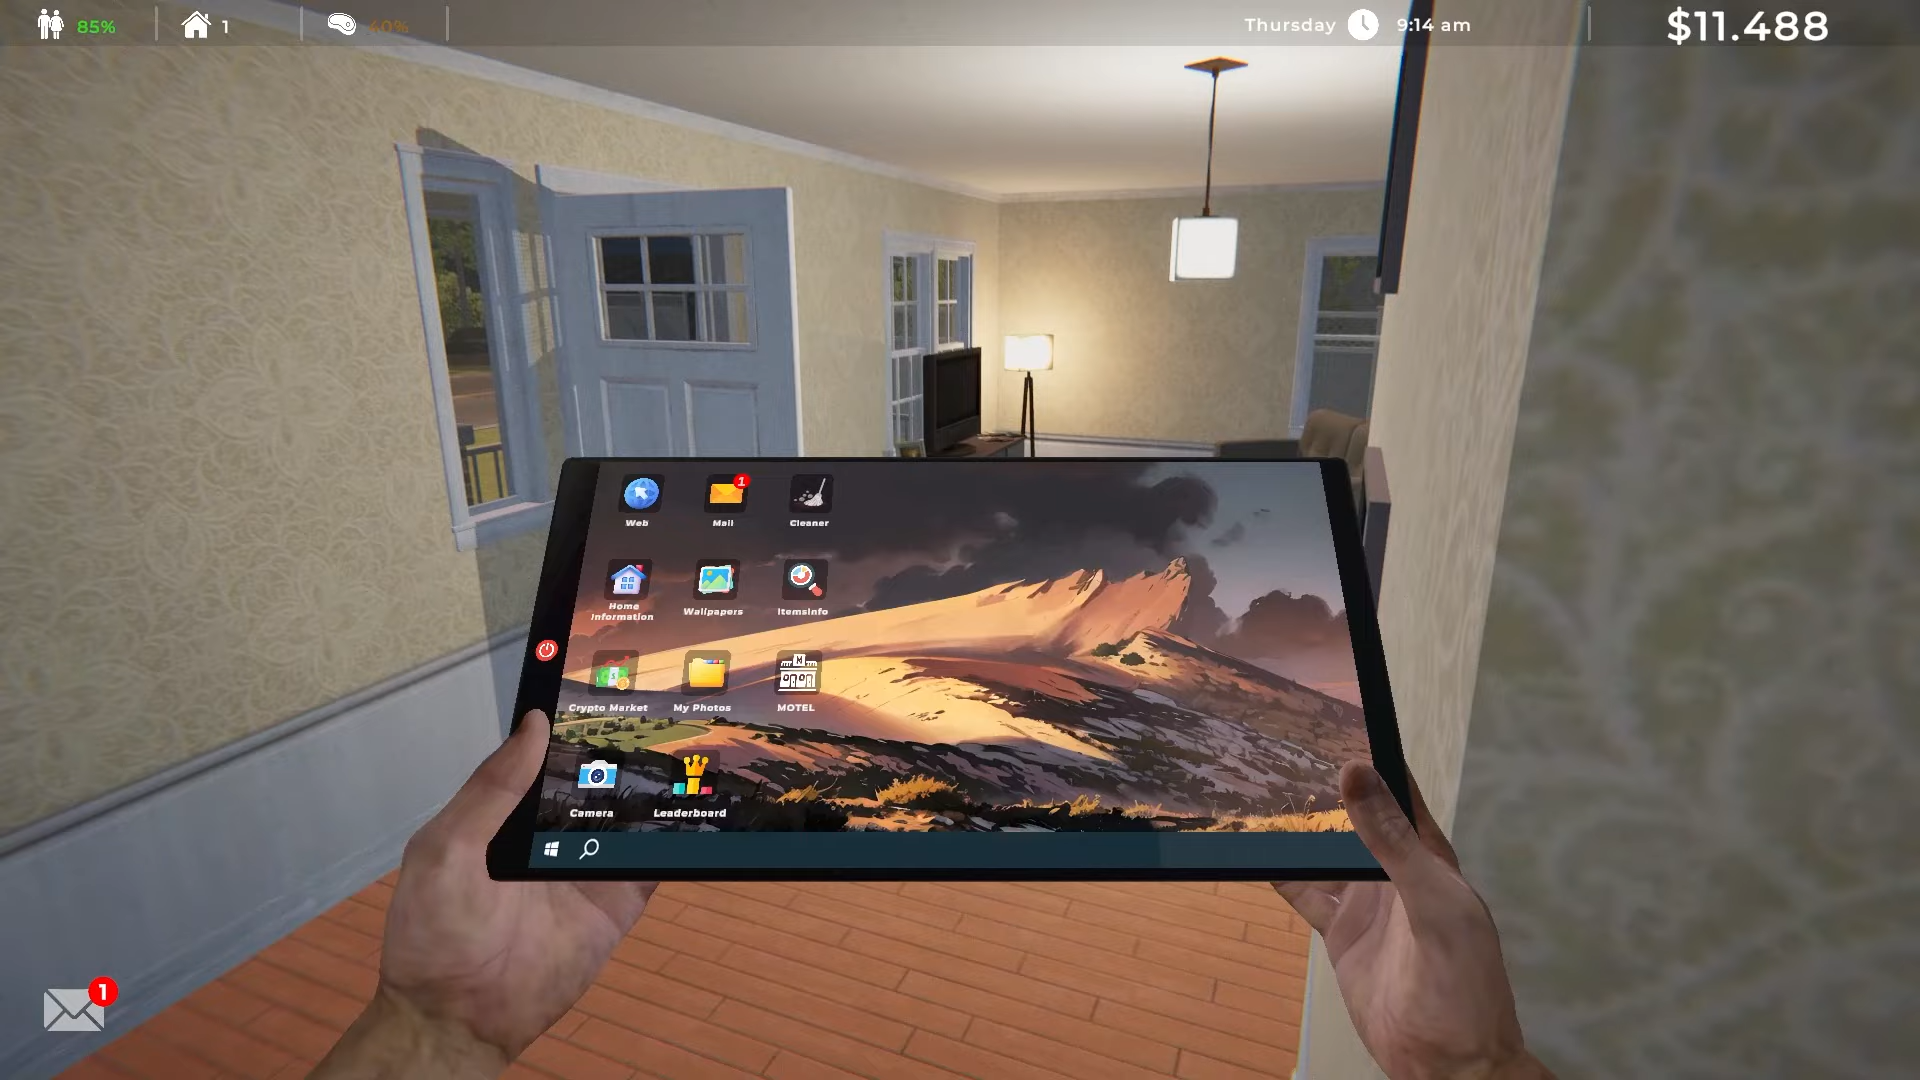 85%
1
40%
Thursday
9:14 am
$11.488
1
Web
Mail
Cleaner
Home Information
Wallpapers
ItemsInfo
Crypto Market
My Photos
M
MOTEL
Camera
Leaderboard
1